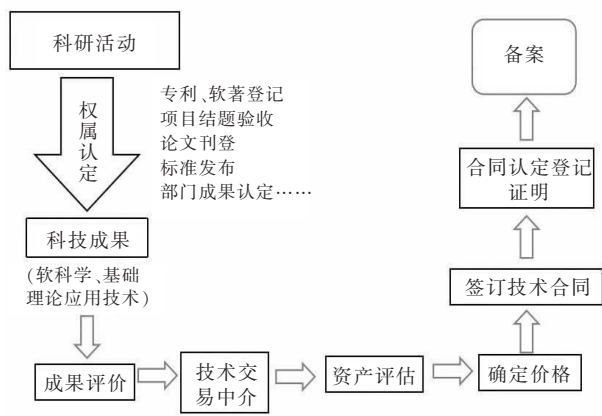 科研活动
权属认定
专利、软著登记
项目结题验收
论文刊登
标准发布
部门成果认定……
科技成果
(软科学、基础
理论应用技术)
成果评价
技术交
易中介
资产评估
确定价格
签订技术合同
合同认定登记
证明
备案